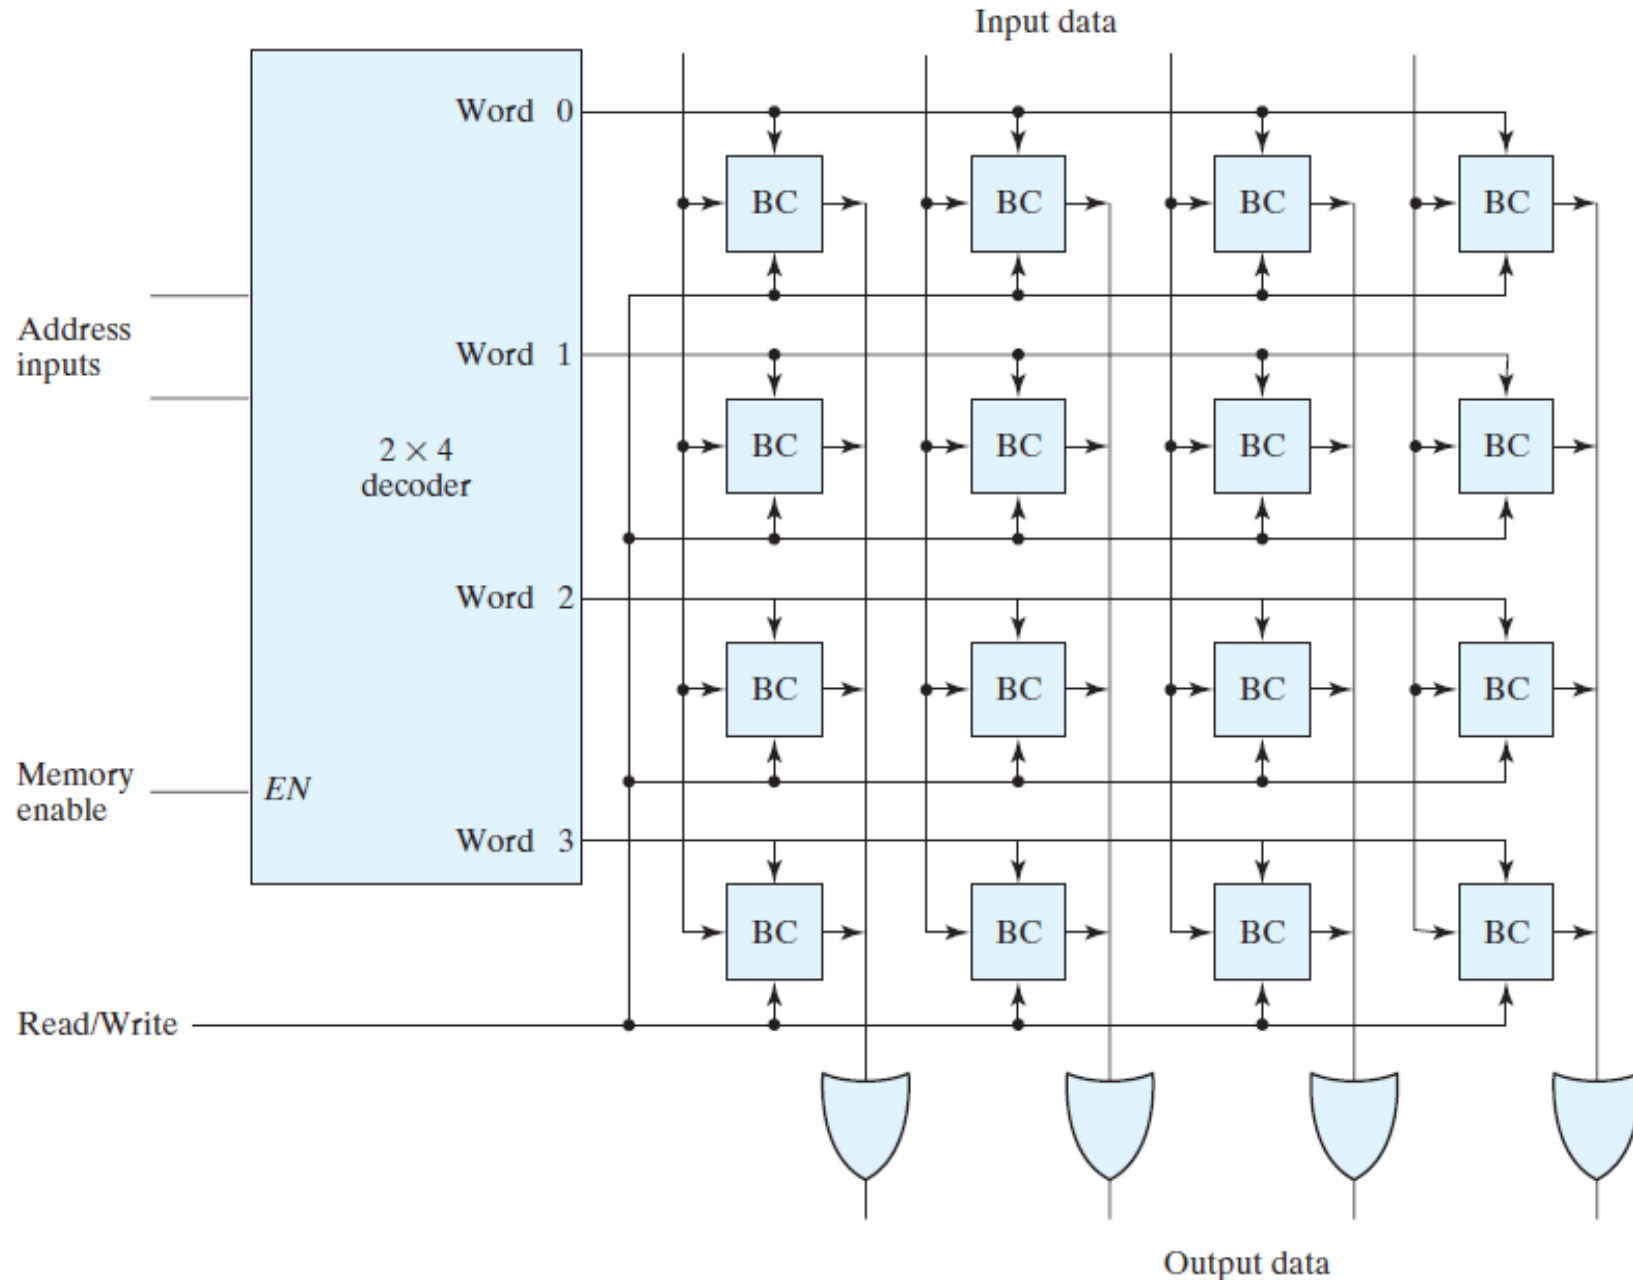 Input data
Word 0
BC BC BC BC
Address
inputs
Word 1
2 × 4
decoder
BC BC BC BC
Word 2
BC BC BC BC
Memory
enable
EN
Word 3
BC BC BC BC
Read/Write
Output data